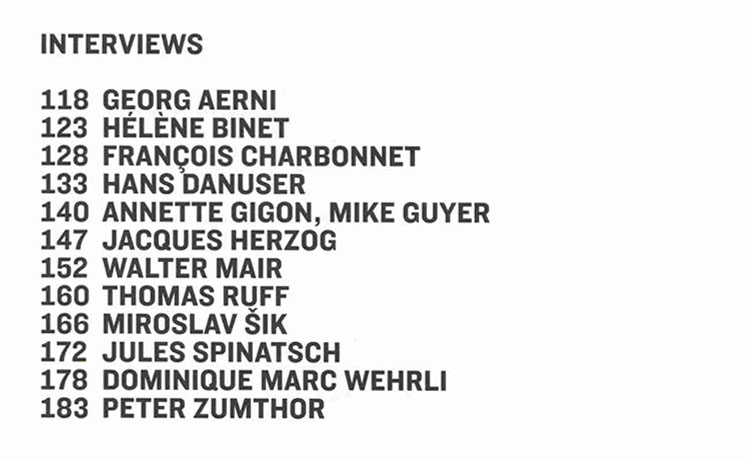 INTERVIEWS
118 GEORG AERNI
123 HÉLÈNE BINET
128 FRANÇOIS CHARBONNET
133 HANS DANUSER
140 ANNETTE GIGON, MIKE GUYER
147 JACQUES HERZOG
152 WALTER MAIR
160 THOMAS RUFF
166 MIROSLAV ŠIK
172 JULES SPINATSCH
178 DOMINIQUE MARC WEHRLI
183 PETER ZUMTHOR